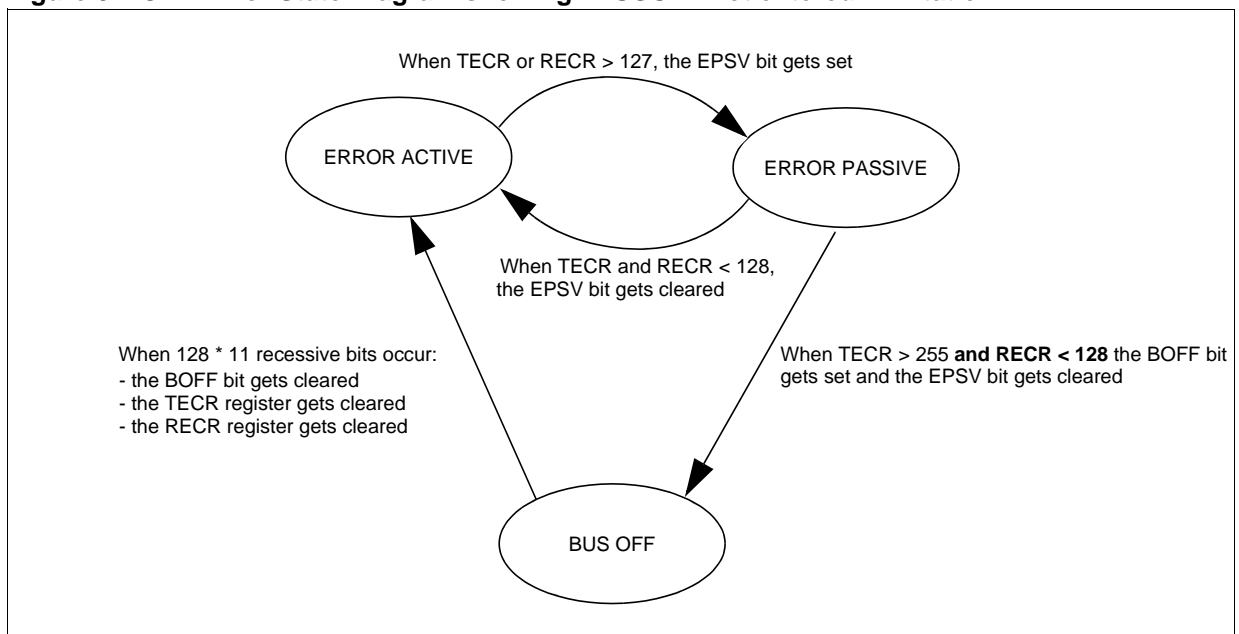 When TECR or RECR > 127, the EPSV bit gets set
ERROR ACTIVE
ERROR PASSIVE
When TECR and RECR < 128,
the EPSV bit gets cleared
When 128 * 11 recessive bits occur:
- the BOFF bit gets cleared
- the TECR register gets cleared
- the RECR register gets cleared
When TECR > 255 and RECR < 128 the BOFF bit
gets set and the EPSV bit gets cleared
BUS OFF